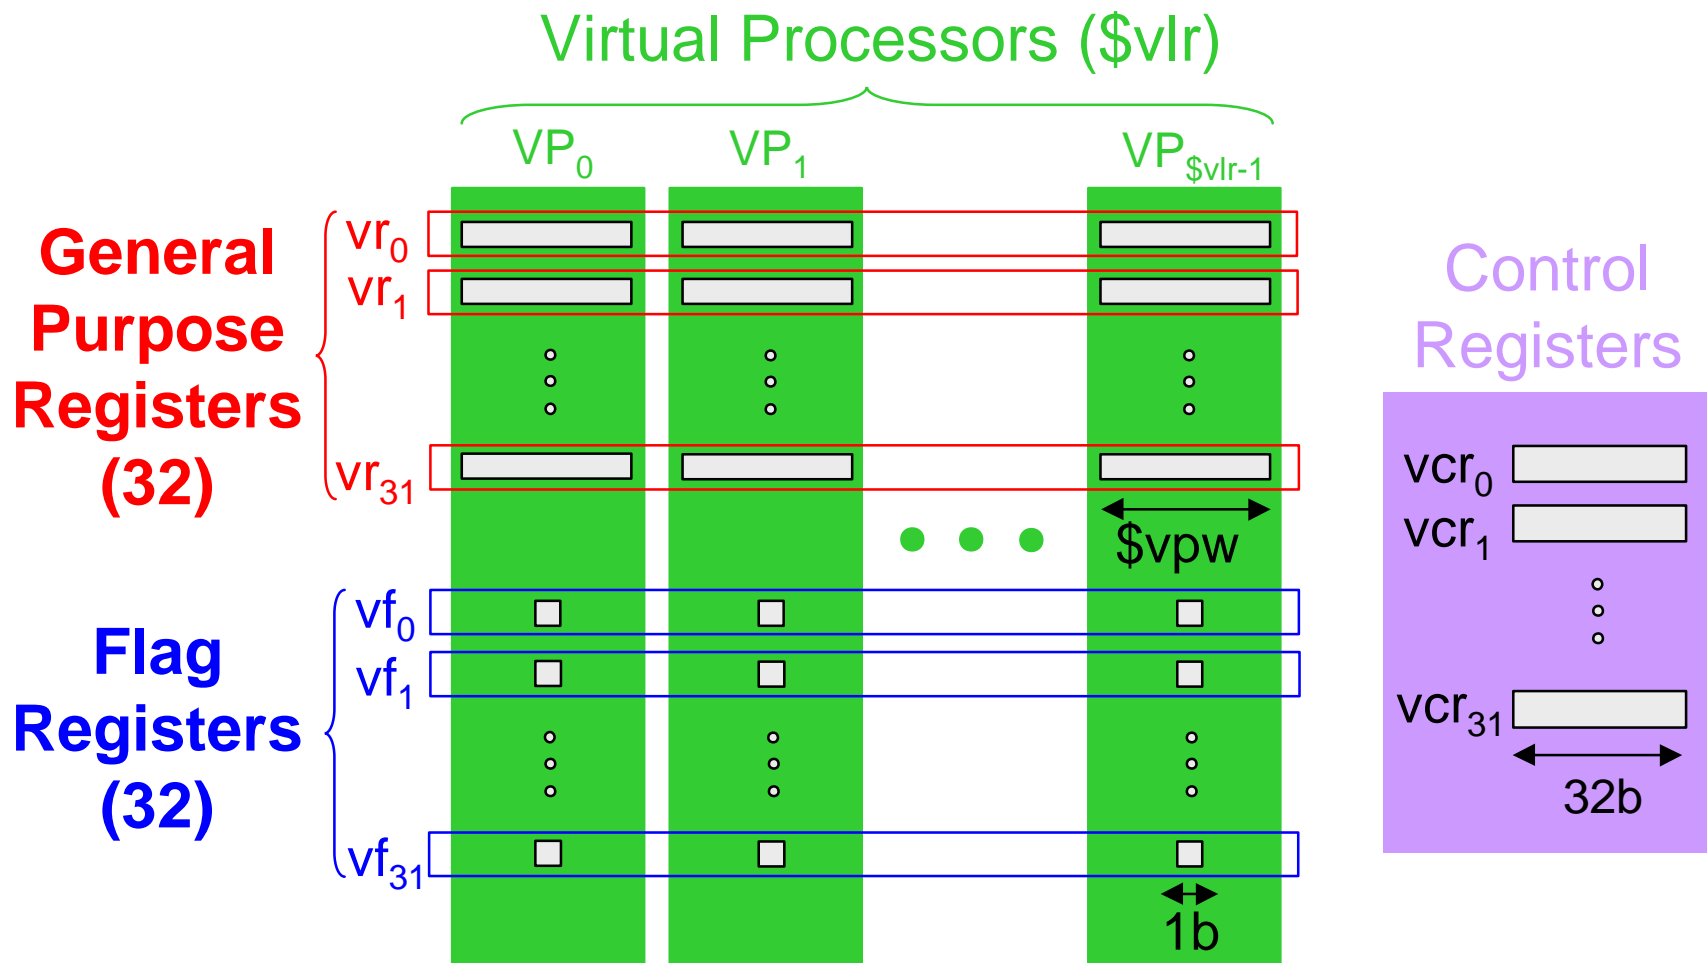 Virtual Processors ($vlr)
VP0 VP1 VP$vlr-1
General
Purpose
Registers
(32)
vr0
vr1
vr31
$vpw
Flag
Registers
(32)
vf0
vf1
vf31
1b
Control
Registers
vcr0
vcr1
vcr31
32b